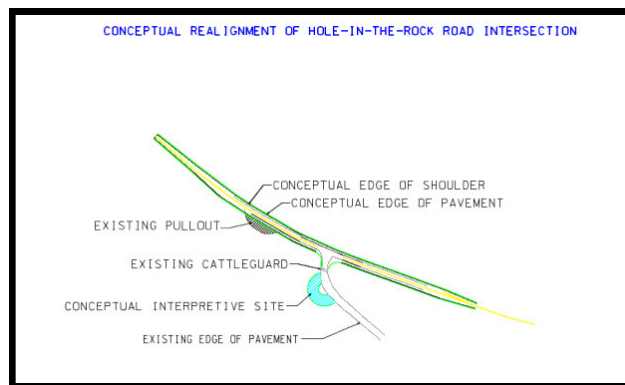 CONCEPTUAL REALIGNMENT OF HOLE-IN-THE-ROCK ROAD INTERSECTION
CONCEPTUAL EDGE OF SHOULDER
CONCEPTUAL EDGE OF PAVEMENT
EXISTING PULLOUT
EXISTING CATTLEGUARD
CONCEPTUAL INTERPRETIVE SITE
EXISTING EDGE OF PAVEMENT